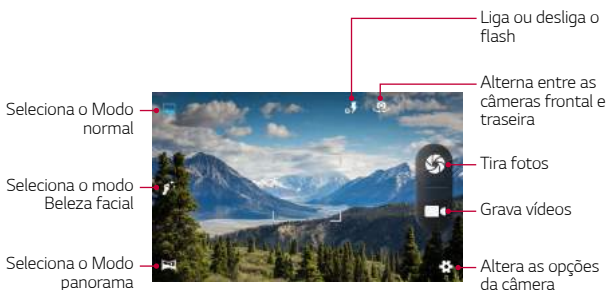 Liga ou desliga o
flash
Alterna entre as
câmeras frontal e
traseira
Seleciona o Modo
normal
Tira fotos
Seleciona o modo
Beleza facial
Grava vídeos
Seleciona o Modo
panorama
Altera as opções
da câmera